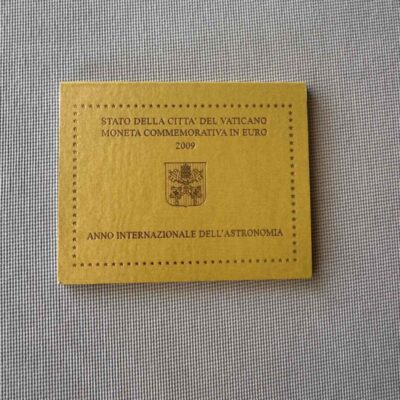 STATO DELLA CITTA' DEL VATICANO
MONETA COMMEMORATIVA IN EURO
2009
ANNO INTERNAZIONALE DELL'ASTRONOMIA